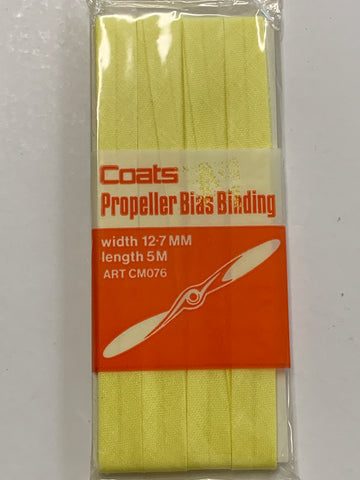 Coats
Propeller Bias Binding
width 12·7 MM
length 5M
ART CM076